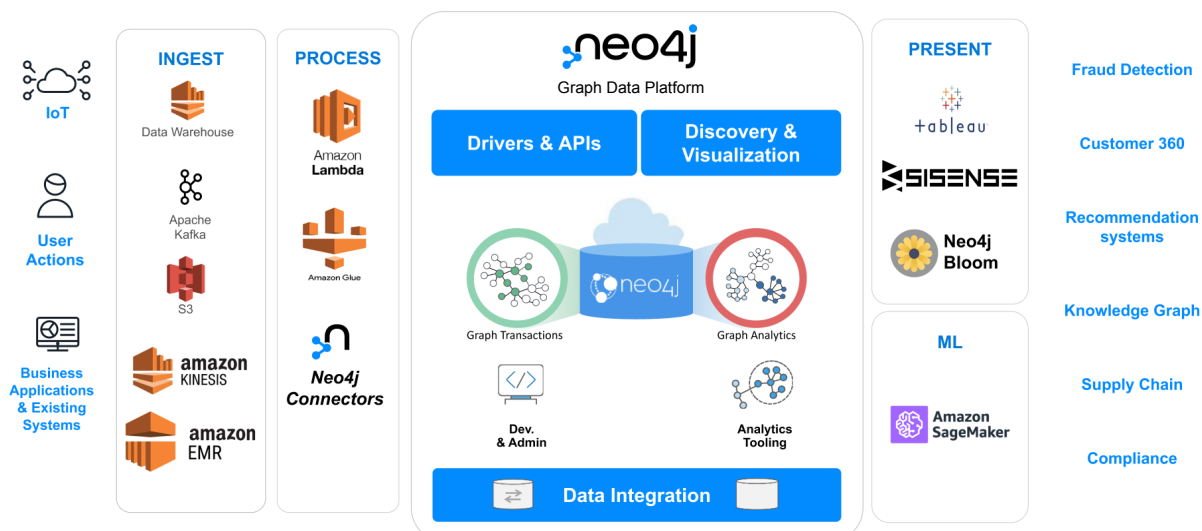 IoT
User
Actions
Business
Applications
& Existing
Systems
INGEST
Data Warehouse
Apache
Kafka
S3
amazon
KINESIS
amazon
EMR
PROCESS
Amazon
Lambda
Amazon Glue
n
Neo4j
Connectors
neo4j
Graph Data Platform
Drivers & APIs
Discovery &
Visualization
neo4j
Graph Transactions
Graph Analytics
</>
Dev.
& Admin
Analytics
Tooling
Data Integration
PRESENT
+ableau
SISENSE
Neo4j
Bloom
ML
Amazon
SageMaker
Fraud Detection
Customer 360
Recommendation
systems
Knowledge Graph
Supply Chain
Compliance